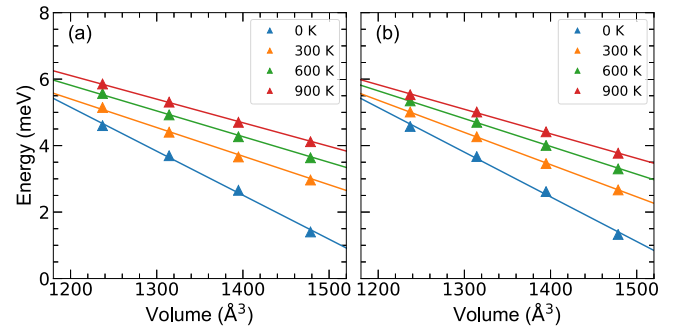 (a)
0 K
300 K
600 K
900 K
8
6
4
2
0
Energy (meV)
1200 1300 1400 1500
Volume (Å³)
(b)
0 K
300 K
600 K
900 K
1200 1300 1400 1500
Volume (Å³)